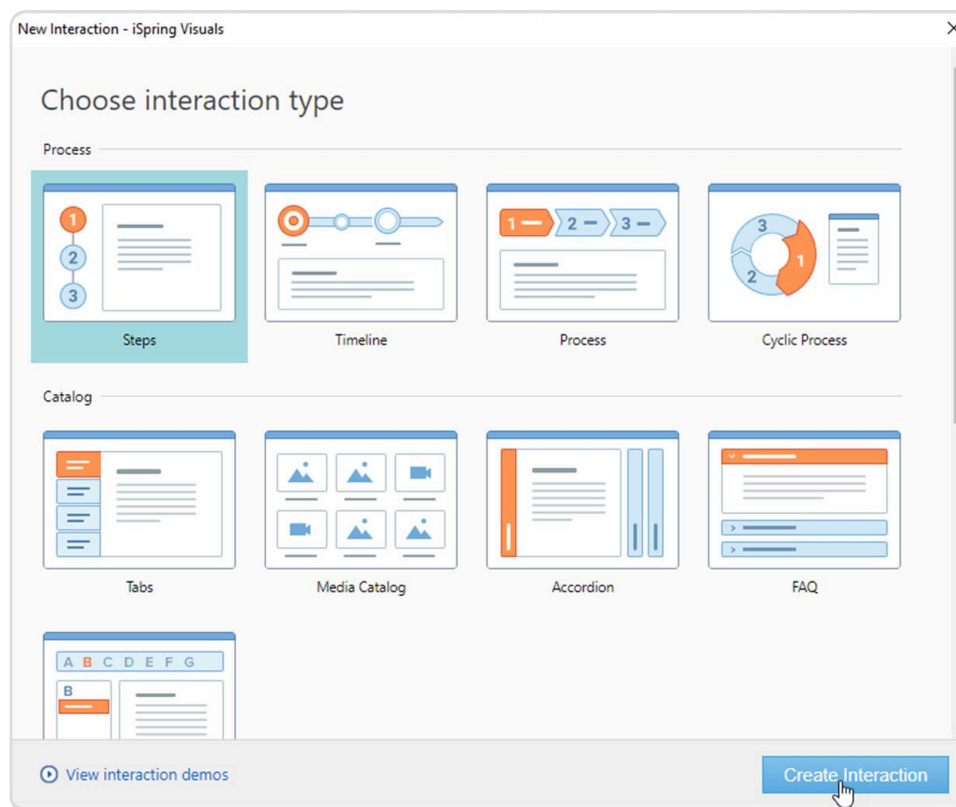 New Interaction - iSpring Visuals
Choose interaction type
Process
1
2
3
1
2
3
3
1
2
Steps
Timeline
Process
Cyclic Process
Catalog
Tabs
Media Catalog
Accordion
FAQ
A B C D E F G
B
View interaction demos
Create Interaction